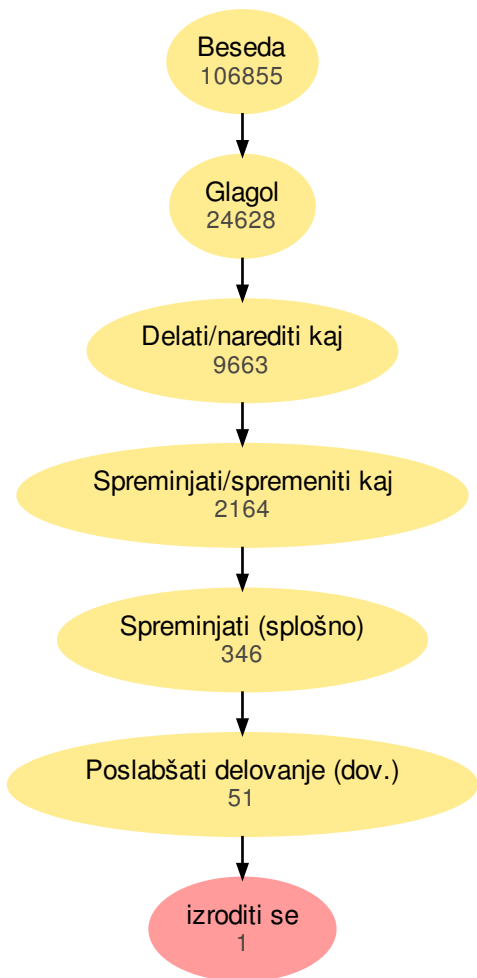 Beseda
106855
Glagol
24628
Delati/narediti kaj
9663
Spreminjati/spremeniti kaj
2164
Spreminjati (splošno)
346
Poslabšati delovanje (dov.)
51
izroditi se
1